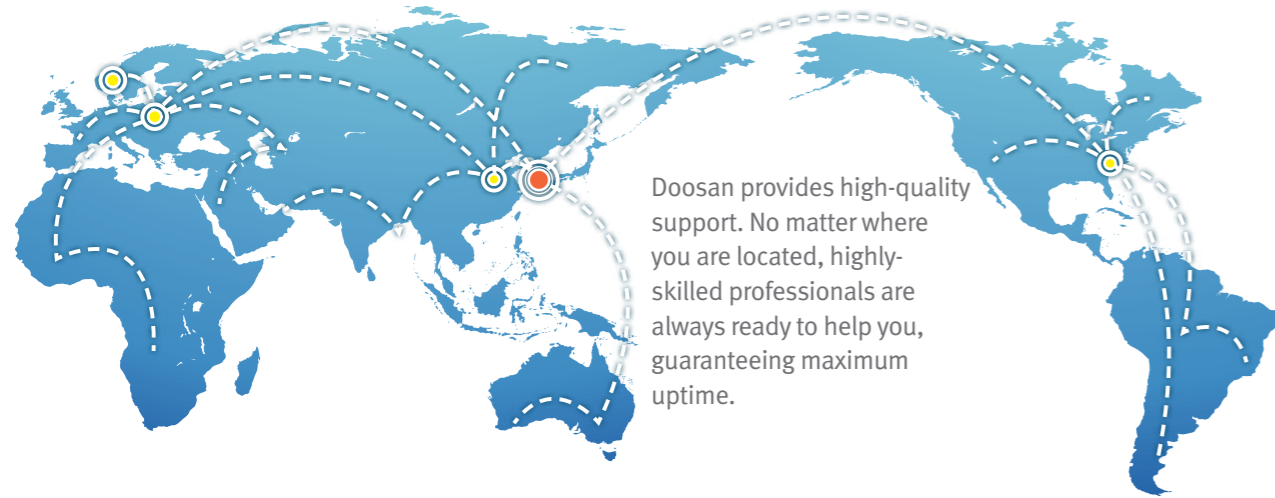 Doosan provides high-quality
support. No matter where
you are located, highly-
skilled professionals are
always ready to help you,
guaranteeing maximum
uptime.